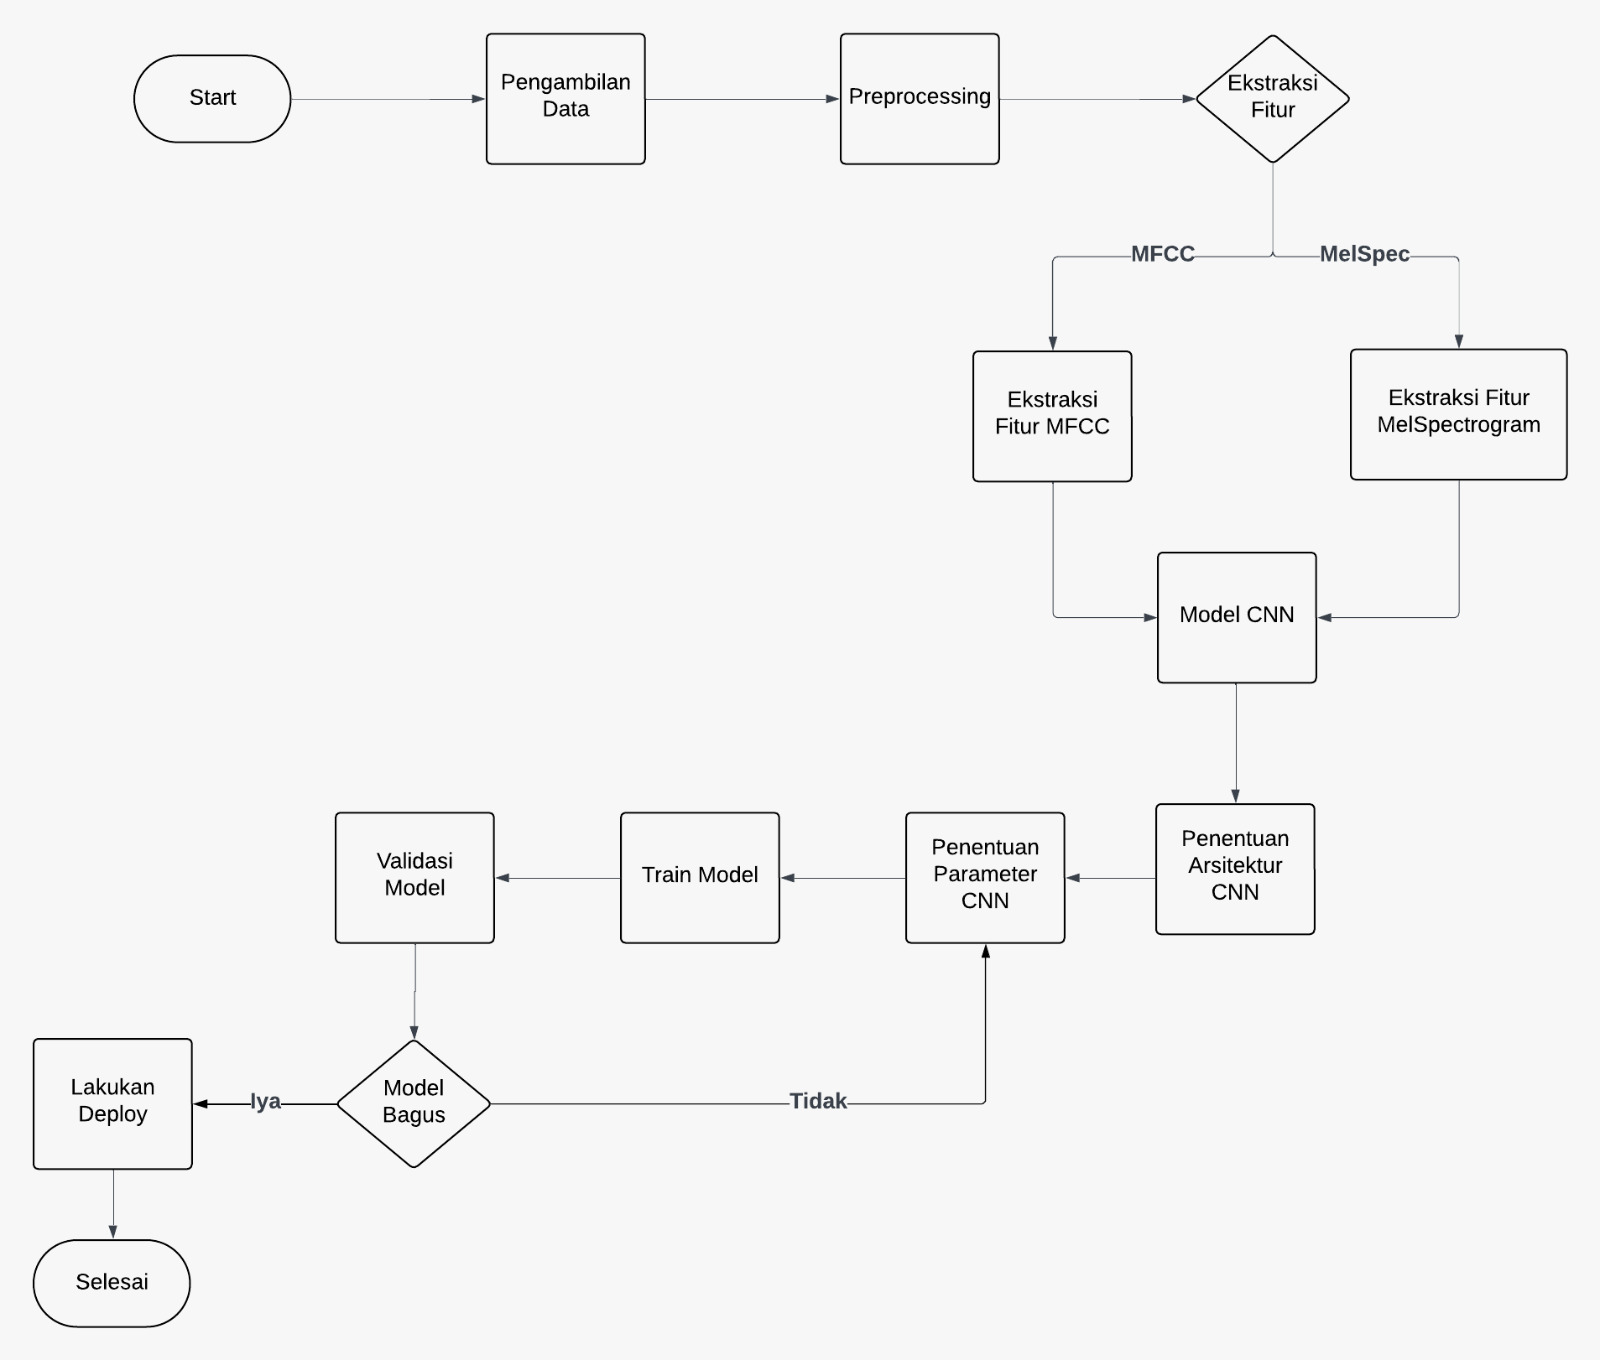 Start
Pengambilan
Data
Preprocessing
Ekstraksi
Fitur
MFCC
MelSpec
Ekstraksi
Fitur MFCC
Ekstraksi Fitur
MelSpectrogram
Model CNN
Penentuan
Arsitektur
CNN
Penentuan
Parameter
CNN
Train Model
Validasi
Model
Model
Bagus
Tidak
Iya
Lakukan
Deploy
Selesai